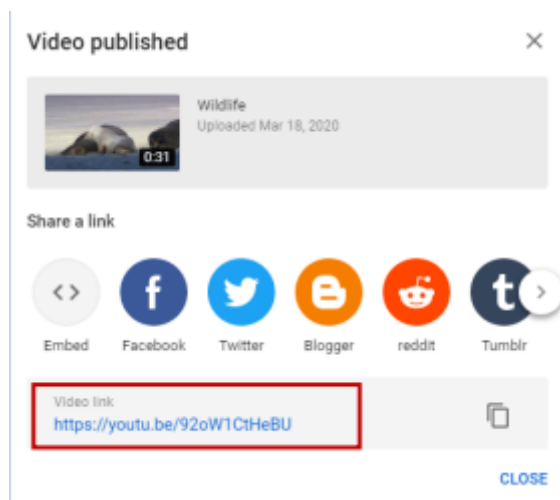 Video published
Wildlife
Uploaded Mar 18, 2020
0:31
Share a link
Embed Facebook Twitter Blogger reddit Tumblr
Video link
https://youtu.be/92oW1CtHeBU
CLOSE